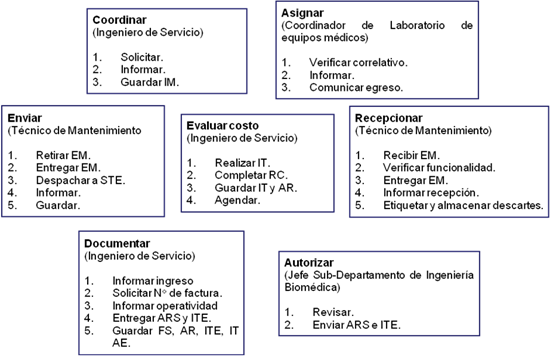 Coordinar
(Ingeniero de Servicio)
1. Solicitar.
2. Informar.
3. Guardar IM.
Asignar
(Coordinador de Laboratorio de
equipos médicos)
1. Verificar correlativo.
2. Informar.
3. Comunicar egreso.
Enviar
(Técnico de Mantenimiento
1. Retirar EM.
2. Entregar EM.
3. Despachar a STE.
4. Informar.
5. Guardar.
Evaluar costo
(Ingeniero de Servicio)
1. Realizar IT.
2. Completar RC.
3. Guardar IT y AR.
4. Agendar.
Recepcionar
(Técnico de Mantenimiento)
1. Recibir EM.
2. Verificar funcionalidad.
3. Entregar EM.
4. Informar recepción.
5. Etiquetar y almacenar descartes.
Documentar
(Ingeniero de Servicio)
1. Informar ingreso
2. Solicitar Nº de factura.
3. Informar operatividad
4. Entregar ARS y ITE.
5. Guardar FS, AR, ITE, IT
AE.
Autorizar
(Jefe Sub-Departamento de Ingeniería
Biomédica)
1. Revisar.
2. Enviar ARS e ITE.